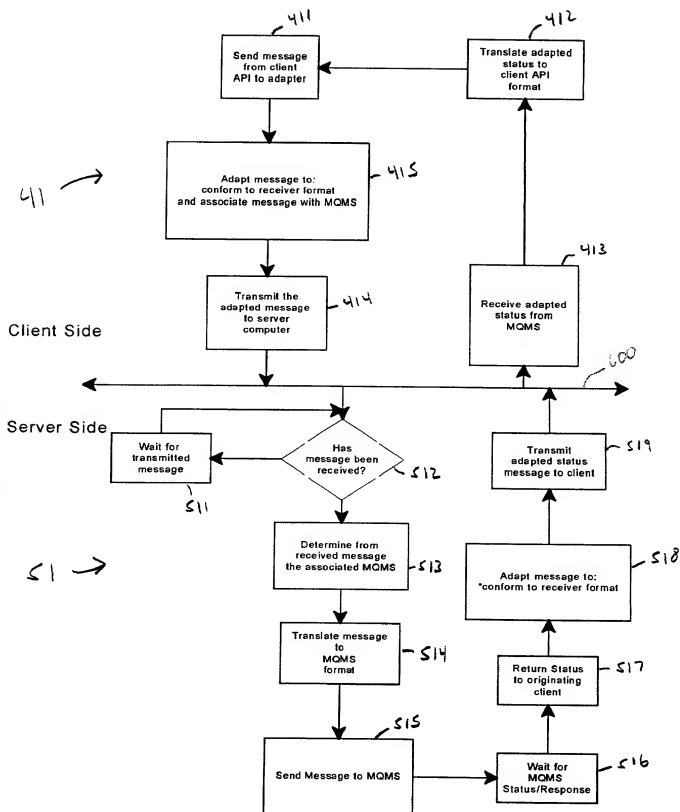 411
412
Send message
from client
API to adapter
Translate adapted
status to
client API
format
41
415
Adapt message to:
conform to receiver format
and associate message with MQMS
413
414
Transmit the
adapted message
to server
computer
Receive adapted
status from
MQMS
Client Side
600
Server Side
Wait for
transmitted
message
511
Has
message been
received?
512
Transmit
adapted status
message to client
519
51
Determine from
received message
the associated MQMS
513
Adapt message to:
*conform to receiver format
518
Translate message
to
MQMS
format
514
Return Status
to originating
client
517
515
Send Message to MQMS
Wait for
MQMS
Status/Response
516